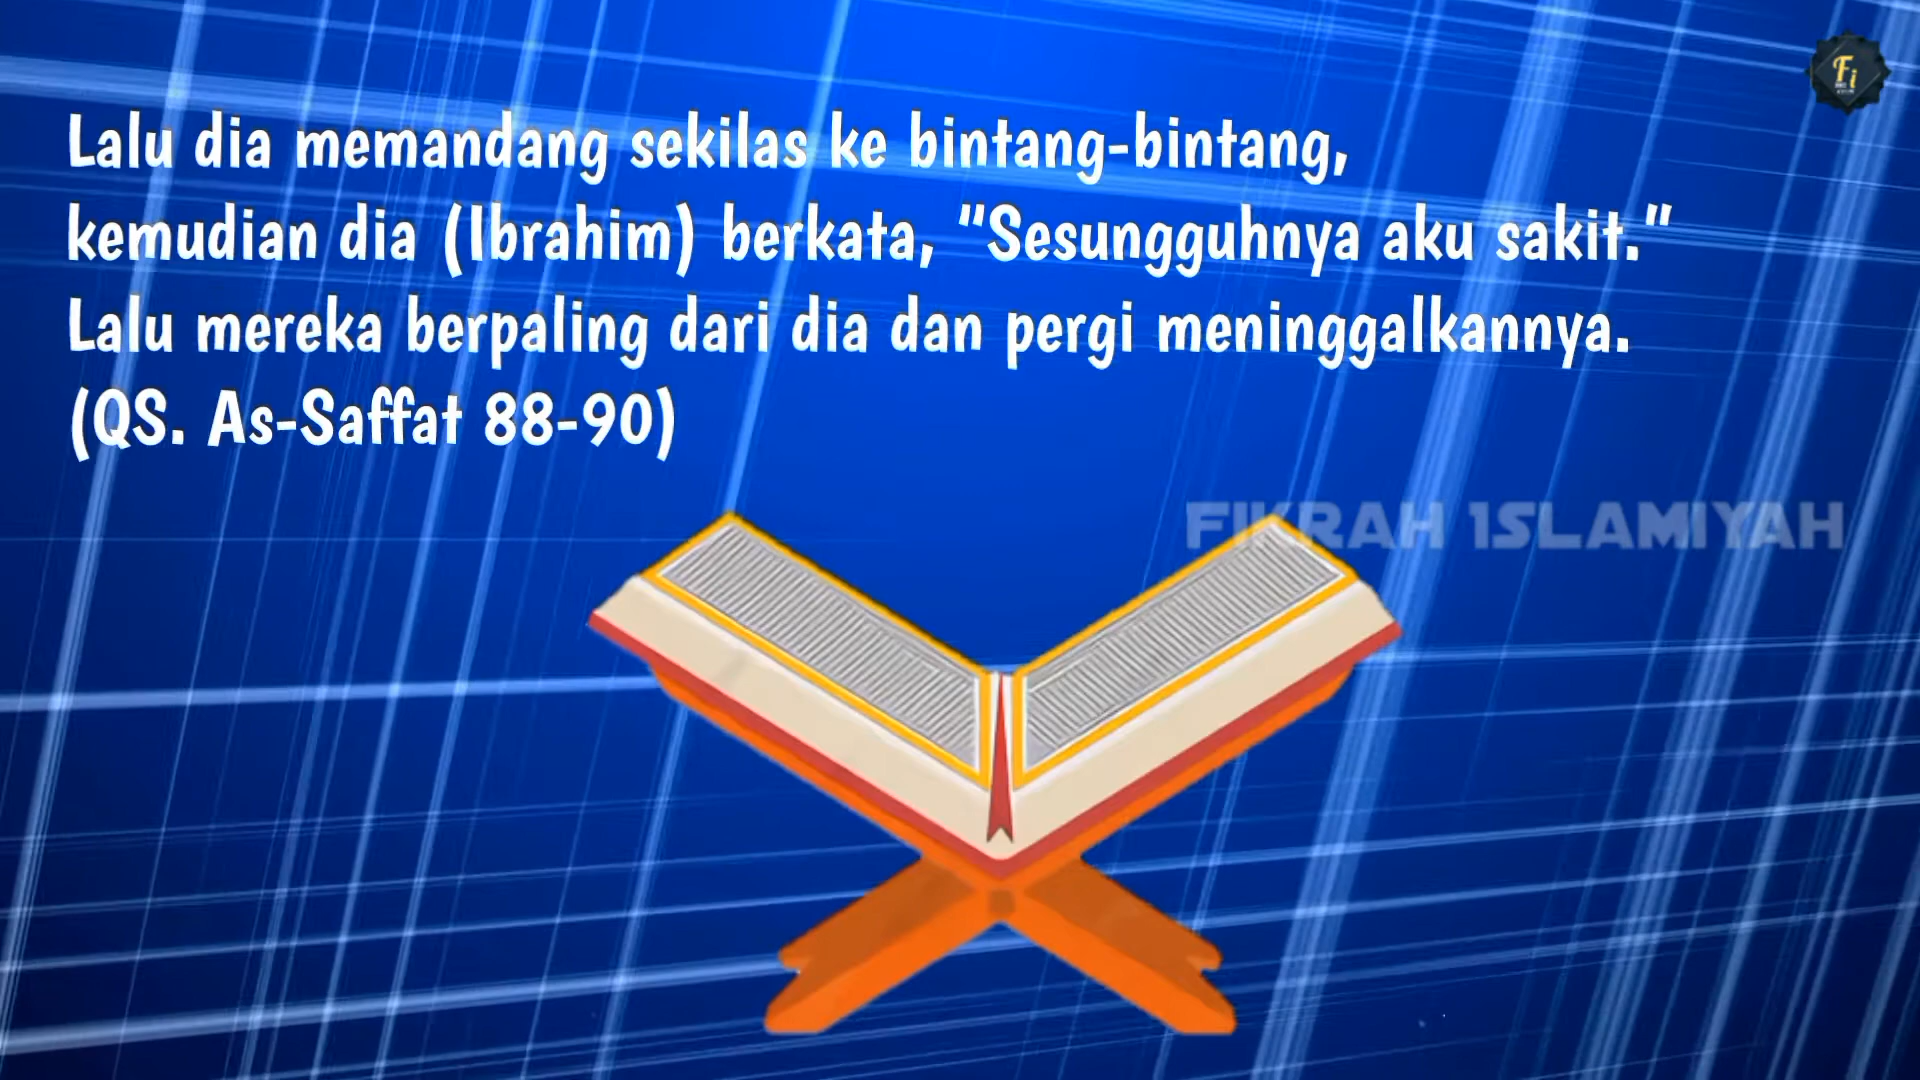 Lalu dia memandang sekilas ke bintang-bintang,
kemudian dia (Ibrahim) berkata, "Sesungguhnya aku sakit."
Lalu mereka berpaling dari dia dan pergi meninggalkannya.
(QS. As-Saffat 88-90)
FIKRAH ISLAMIYAH
Fi